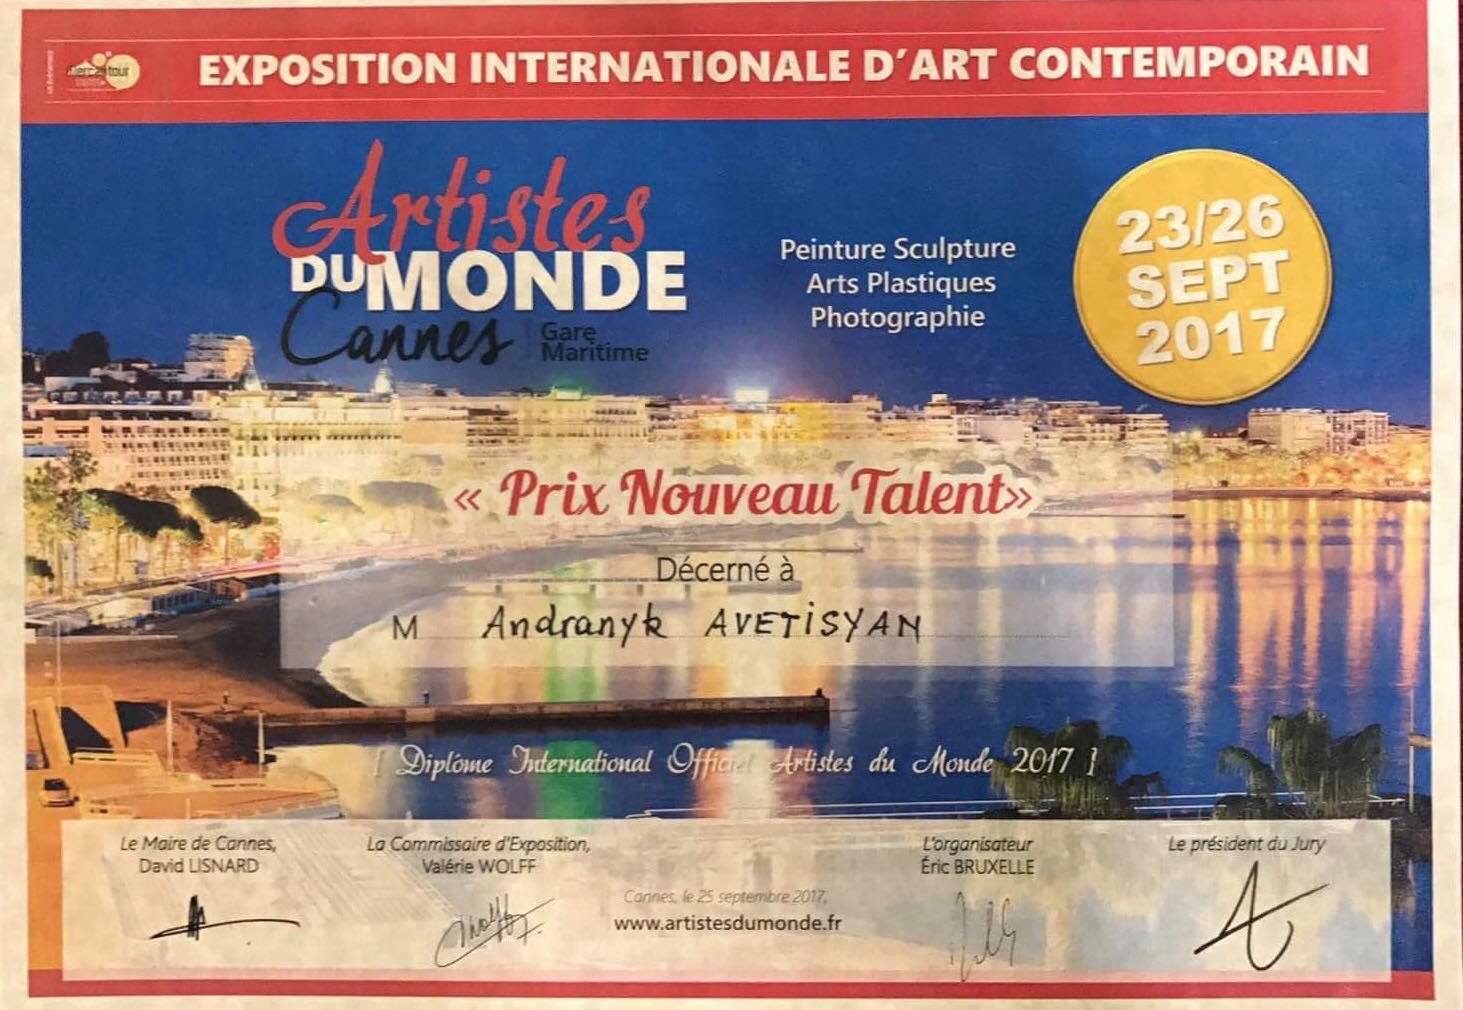 EXPOSITION INTERNATIONALE D'ART CONTEMPORAIN
Artistes
DU MONDE
Cannes
Gare
Maritime
Peinture Sculpture
Arts Plastiques
Photographie
23/26
SEPT
2017
« Prix Nouveau Talent»
Décerné à
M Andranyk AVETISYAN
[ Diplôme International Officiel Artistes du Monde 2017 ]
Le Maire de Cannes,
David LISNARD
La Commissaire d'Exposition,
Valérie WOLFF
Cannes, le 25 septembre 2017,
www.artistesdumonde.fr
L'organisateur
Éric BRUXELLE
Le président du Jury